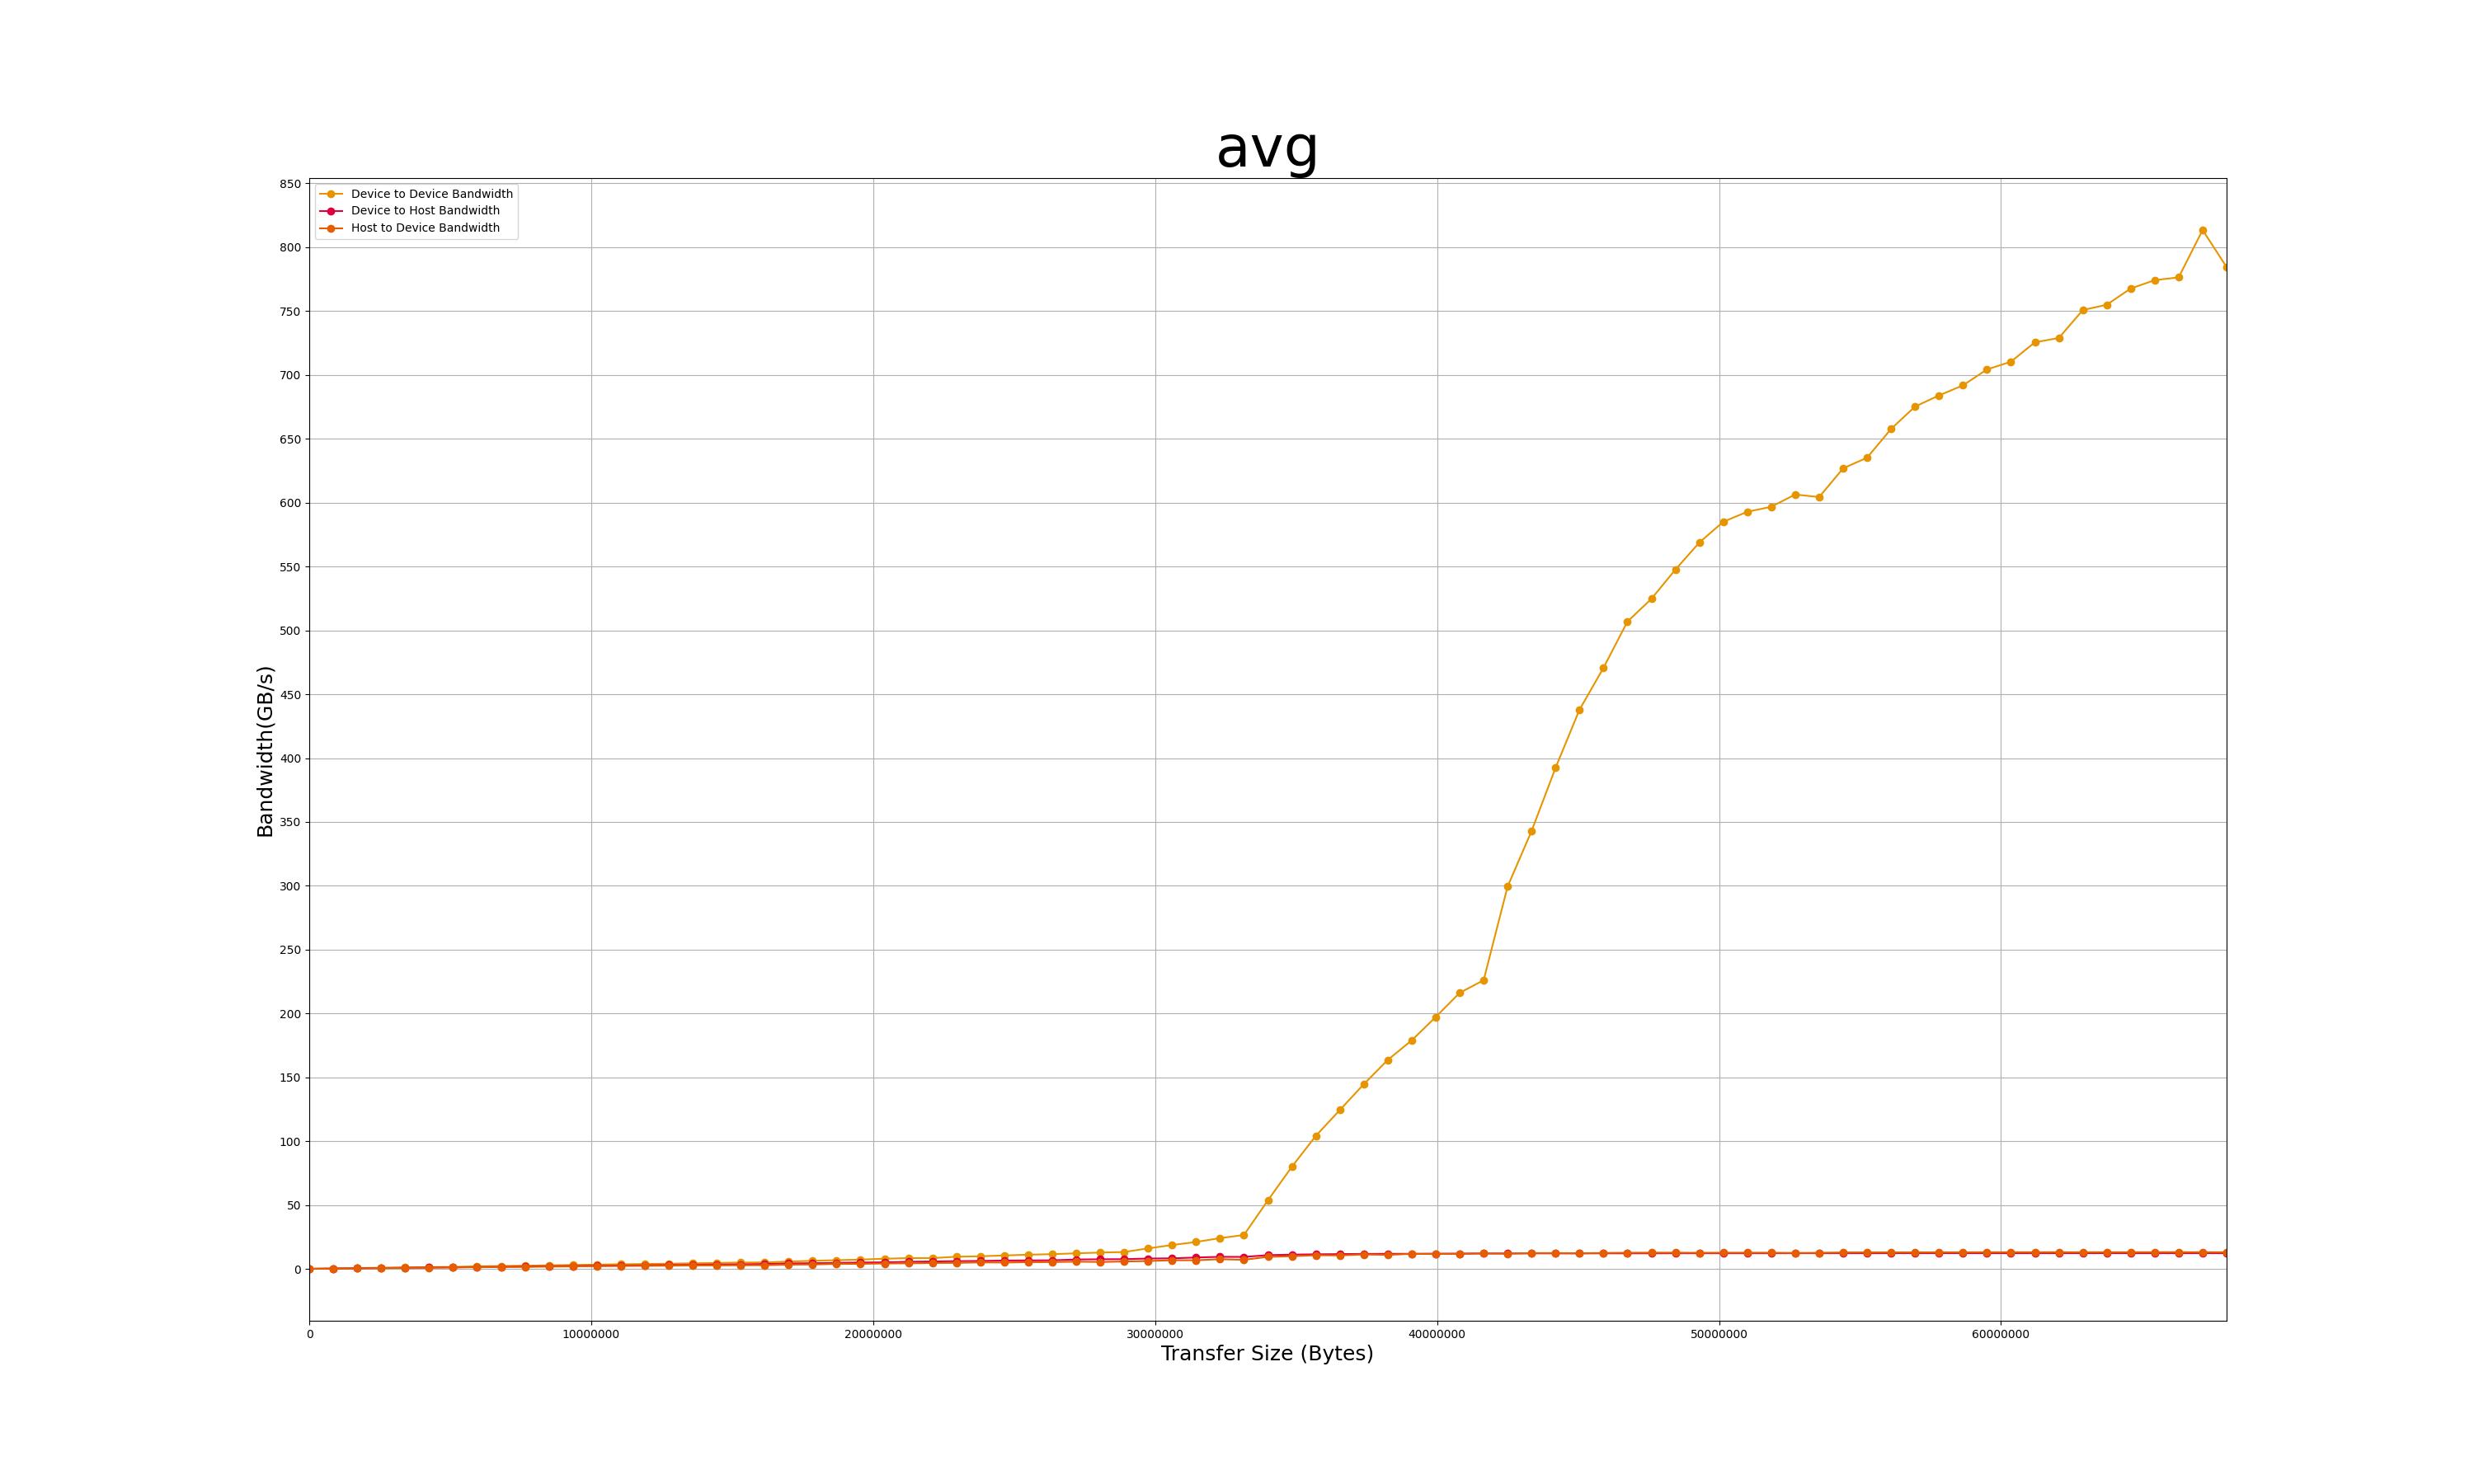 avg
850
800
750
700
650
600
550
500
450
400
350
300
250
200
150
100
50
0
Bandwidth(GB/s)
Device to Device Bandwidth
Device to Host Bandwidth
Host to Device Bandwidth
0 10000000 20000000 30000000 40000000 50000000 60000000
Transfer Size (Bytes)